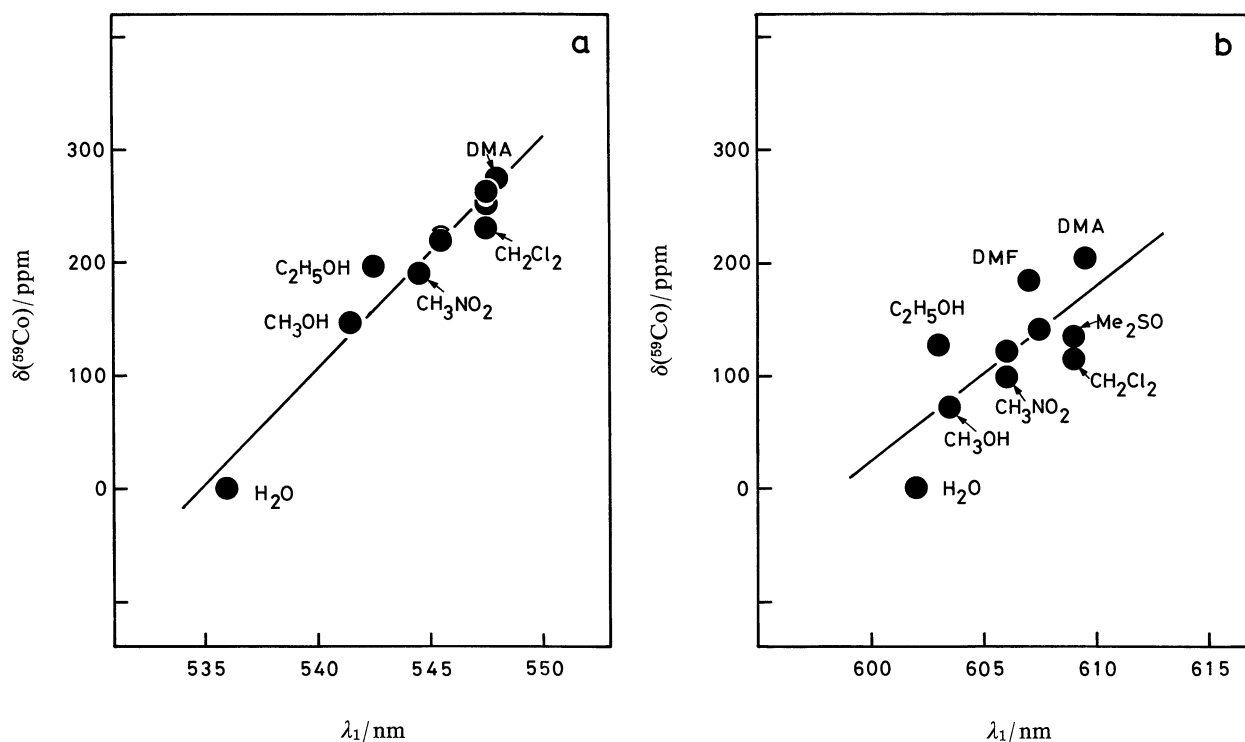 a
δ(⁵⁹Co)/ppm
300
200
100
0
DMA
C₂H₅OH
CH₂Cl₂
CH₃NO₂
CH₃OH
H₂O
535 540 545 550
λ₁/nm
b
δ(⁵⁹Co)/ppm
300
200
100
0
DMA
DMF
C₂H₅OH
Me₂SO
CH₂Cl₂
CH₃NO₂
CH₃OH
H₂O
600 605 610 615
λ₁/nm